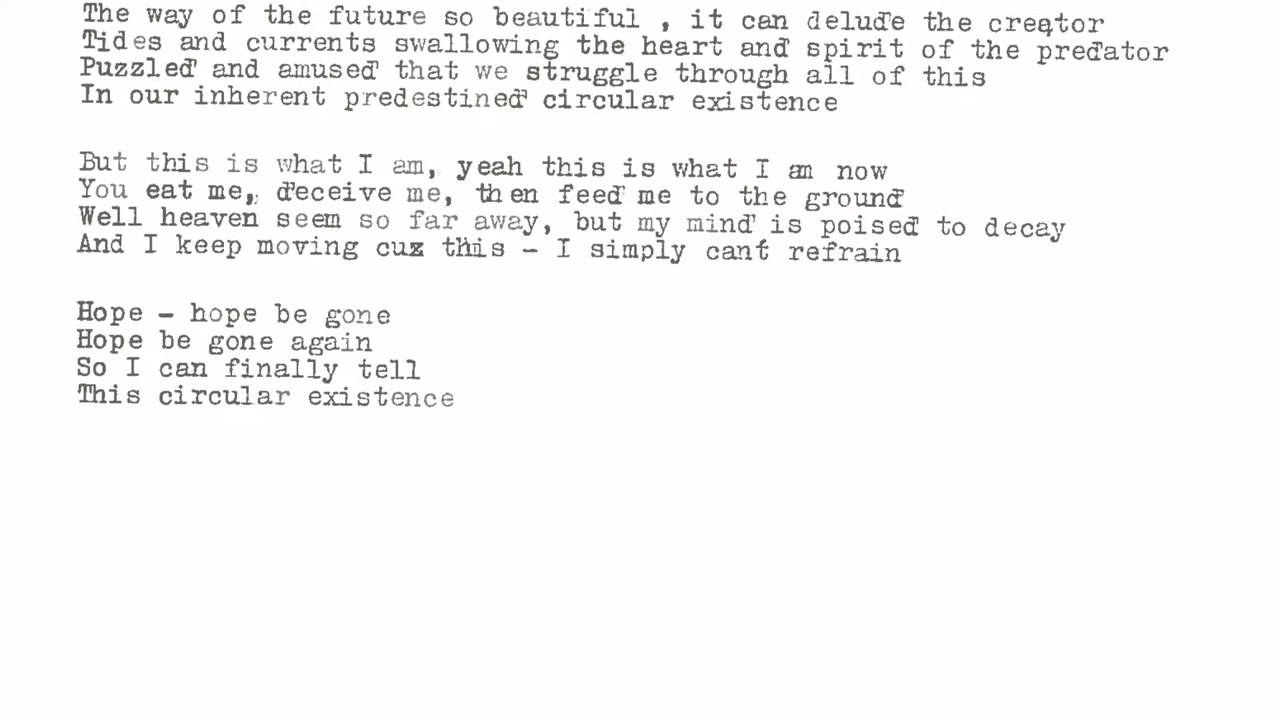 The way of the future so beautiful , it can delude the creator
Tides and currents swallowing the heart and spirit of the predator
Puzzled and amused that we struggle through all of this
In our inherent predestined circular existence
But this is what I am, yeah this is what I am now
You eat me, deceive me, then feed me to the ground
Well heaven seem so far away, but my mind is poised to decay
And I keep moving cuz this - I simply can't refrain
Hope - hope be gone
Hope be gone again
So I can finally tell
This circular existence